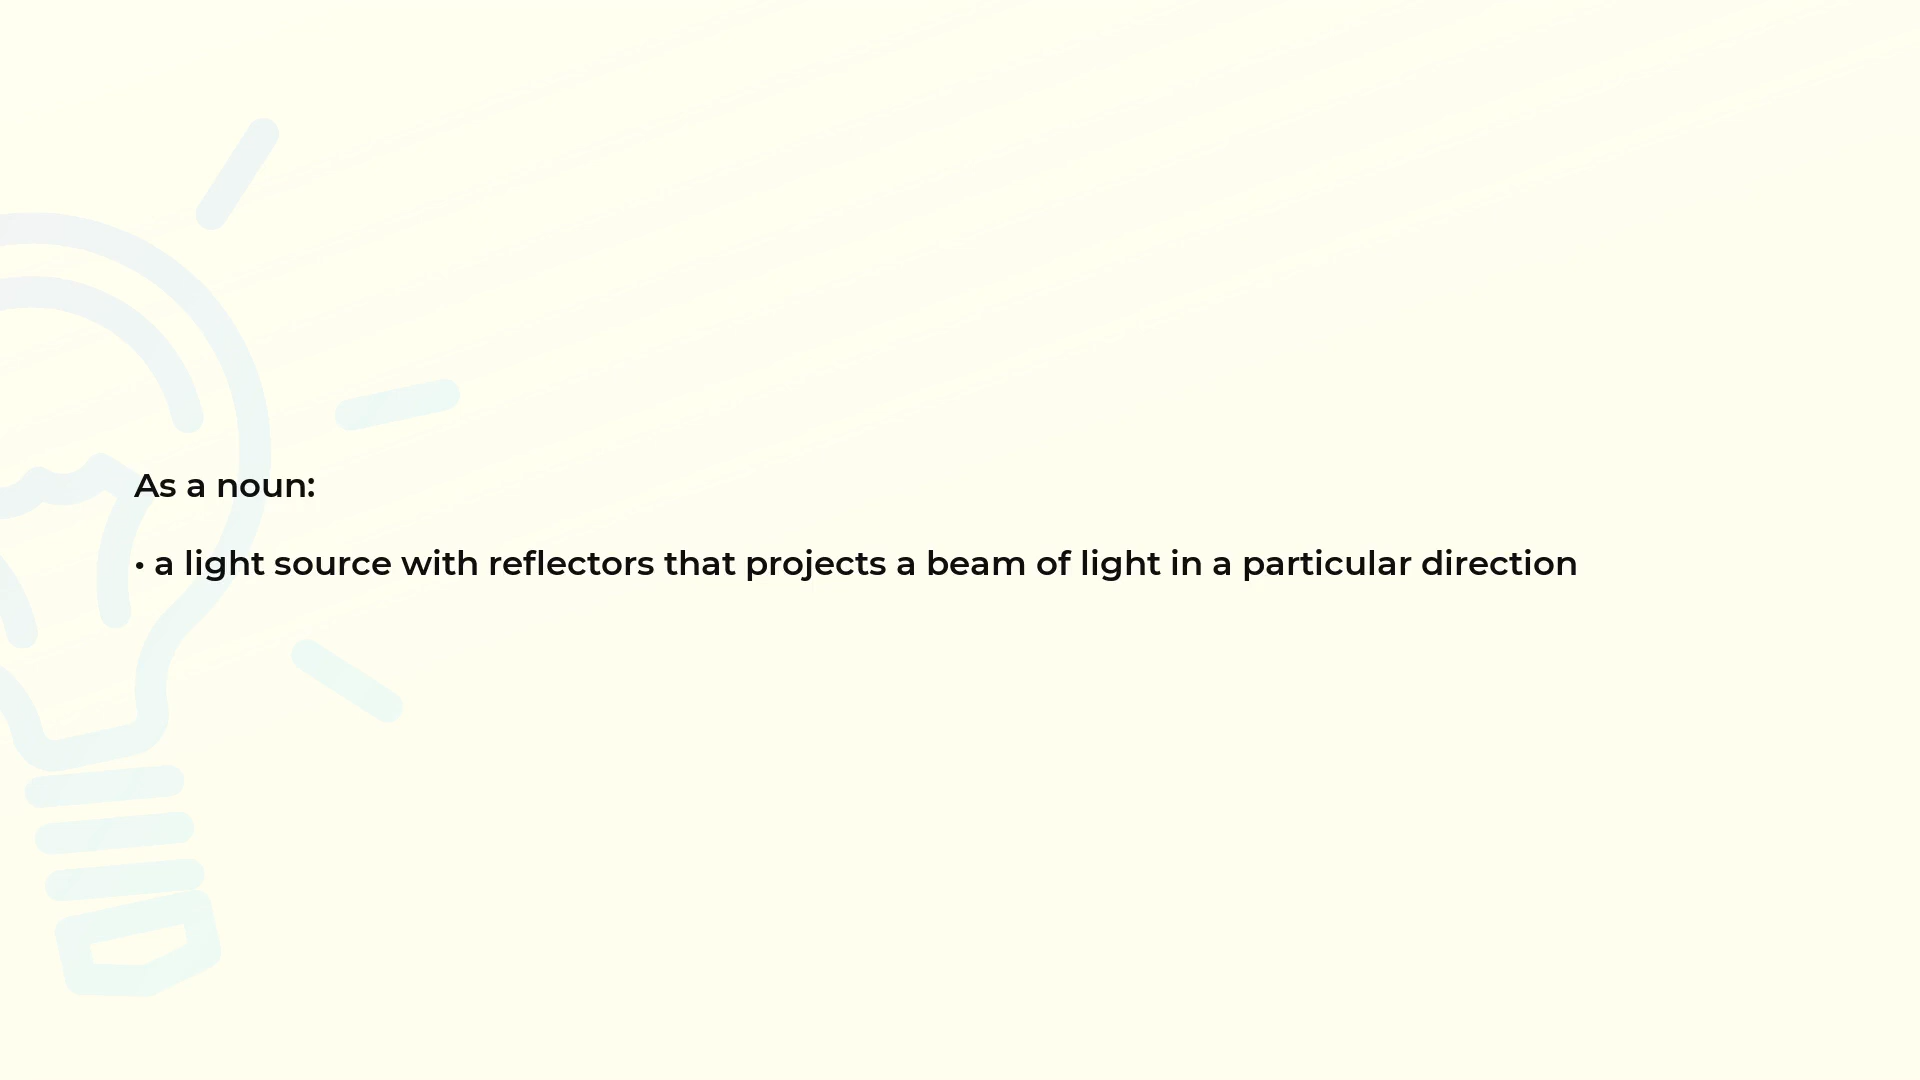 As a noun:
• a light source with reflectors that projects a beam of light in a particular direction